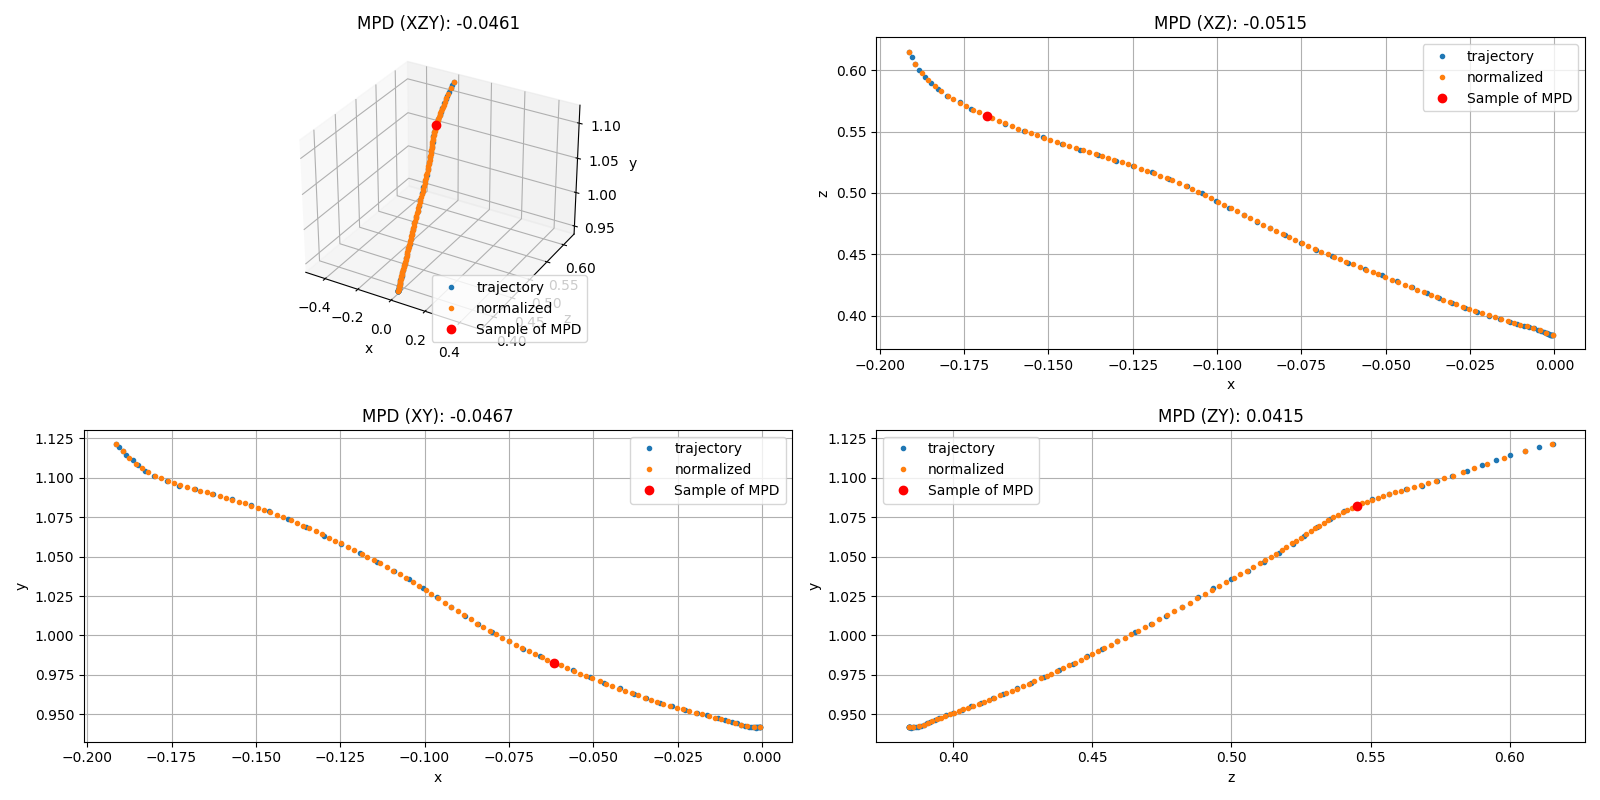 MPD (XZY): -0.0461
1.10
1.05
1.00
0.95
y
0.60
0.55
0.50
0.45
0.40
z
−0.4
−0.2
0.0
0.2
0.4
x
trajectory
normalized
Sample of MPD
MPD (XZ): -0.0515
trajectory
normalized
Sample of MPD
0.60
0.55
0.50
0.45
0.40
z
−0.200 −0.175 −0.150 −0.125 −0.100 −0.075 −0.050 −0.025 0.000
x
MPD (XY): -0.0467
trajectory
normalized
Sample of MPD
1.125
1.100
1.075
1.050
1.025
1.000
0.975
0.950
y
−0.200 −0.175 −0.150 −0.125 −0.100 −0.075 −0.050 −0.025 0.000
x
MPD (ZY): 0.0415
trajectory
normalized
Sample of MPD
1.125
1.100
1.075
1.050
1.025
1.000
0.975
0.950
y
0.40 0.45 0.50 0.55 0.60
z